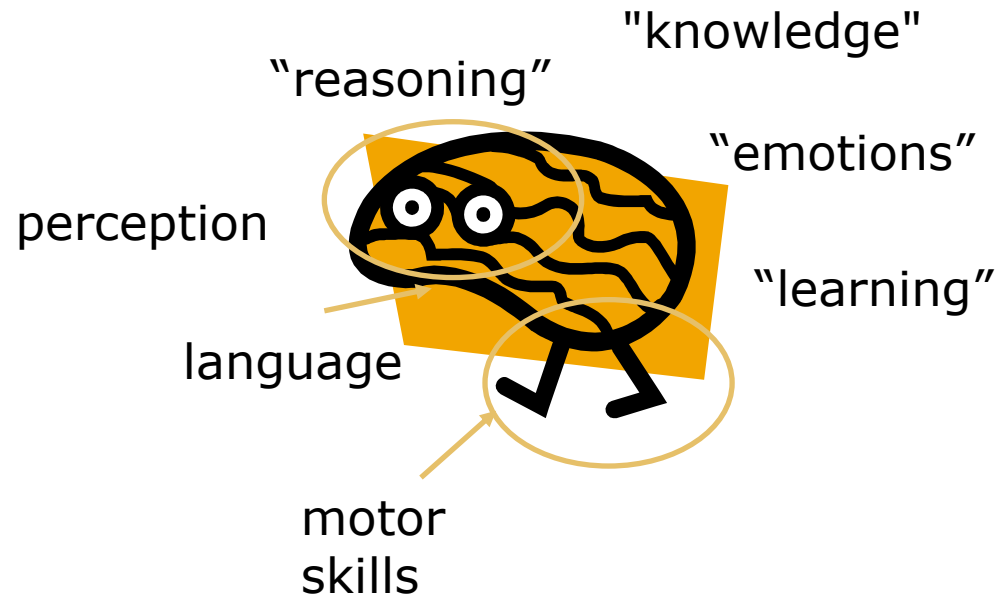 "knowledge"
“reasoning”
“emotions”
perception
“learning”
language
motor
skills